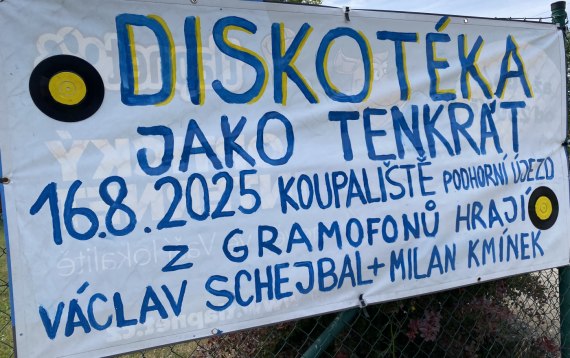 DISKOTÉKA
JAKO TENKRÁT
16.8.2025 KOUPALIŠTĚ PODHORNÍ ÚJEZD
Z GRAMOFONŮ HRAJÍ
VÁCLAV SCHEJBAL + MILAN KMÍNEK